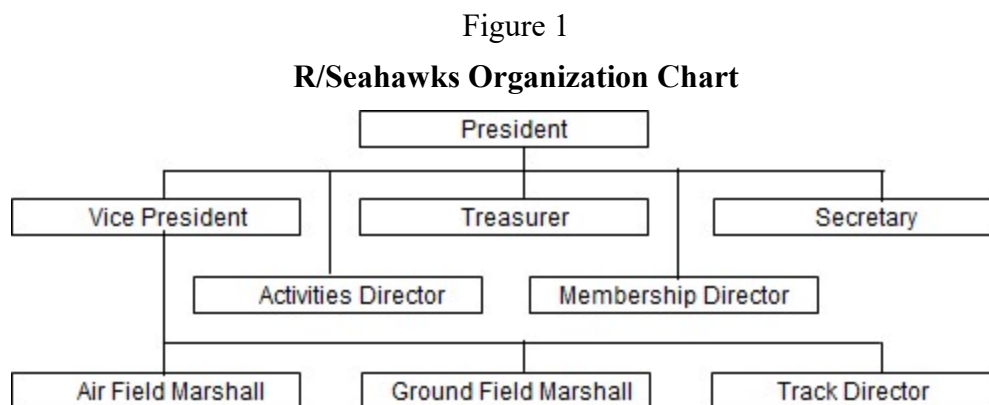 Figure 1
R/Seahawks Organization Chart
President
Vice President
Treasurer
Secretary
Activities Director
Membership Director
Air Field Marshall
Ground Field Marshall
Track Director